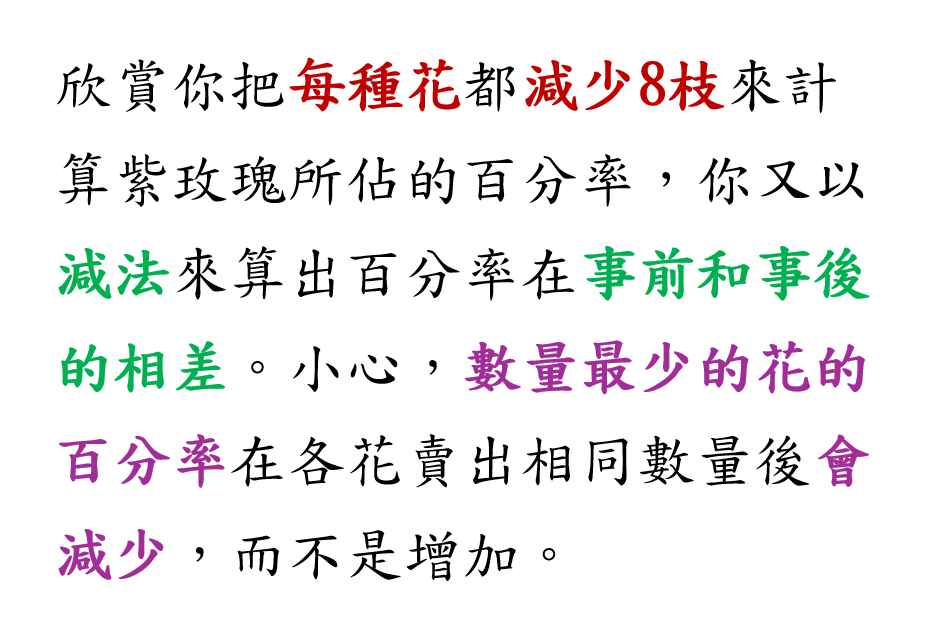 欣賞你把每種花都減少8枝來計
算紫玫瑰所佔的百分率，你又以
減法來算出百分率在事前和事後
的相差。小心，數量最少的花的
百分率在各花賣出相同數量後會
減少，而不是增加。